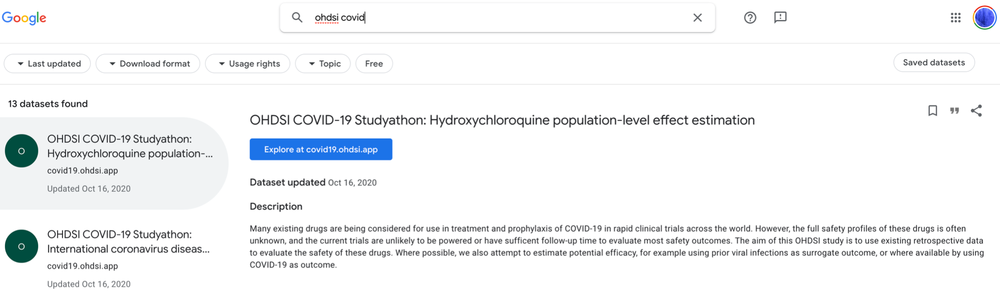 Google
ohdsi covid
Last updated
Download format
Usage rights
Topic
Free
Saved datasets
13 datasets found
O
OHDSI COVID-19 Studyathon:
Hydroxychloroquine population-...
covid19.ohdsi.app
Updated Oct 16, 2020
O
OHDSI COVID-19 Studyathon:
International coronavirus diseas...
covid19.ohdsi.app
Updated Oct 16, 2020
OHDSI COVID-19 Studyathon: Hydroxychloroquine population-level effect estimation
Explore at covid19.ohdsi.app
Dataset updated Oct 16, 2020
Description
Many existing drugs are being considered for use in treatment and prophylaxis of COVID-19 in rapid clinical trials across the world. However, the full safety profiles of these drugs is often
unknown, and the current trials are unlikely to be powered or have sufficent follow-up time to evaluate most safety outcomes. The aim of this OHDSI study is to use existing retrospective data
to evaluate the safety of these drugs. Where possible, we also attempt to estimate potential efficacy, for example using prior viral infections as surrogate outcome, or where available by using
COVID-19 as outcome.